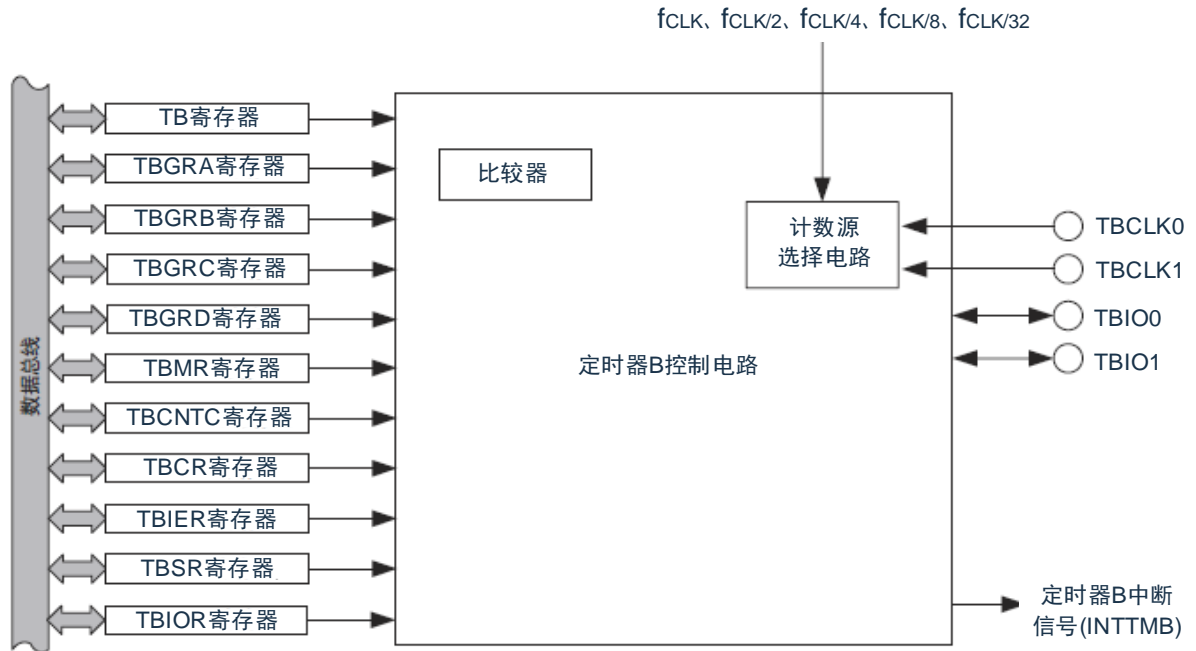 fCLK、fCLK/2、fCLK/4、fCLK/8、fCLK/32
数据总线
TB寄存器
TBGRA寄存器
TBGRB寄存器
TBGRC寄存器
TBGRD寄存器
TBMR寄存器
TBCNTC寄存器
TBCR寄存器
TBIER寄存器
TBSR寄存器
TBIOR寄存器
比较器
计数源
选择电路
定时器B控制电路
TBCLK0
TBCLK1
TBIO0
TBIO1
定时器B中断
信号(INTTMB)